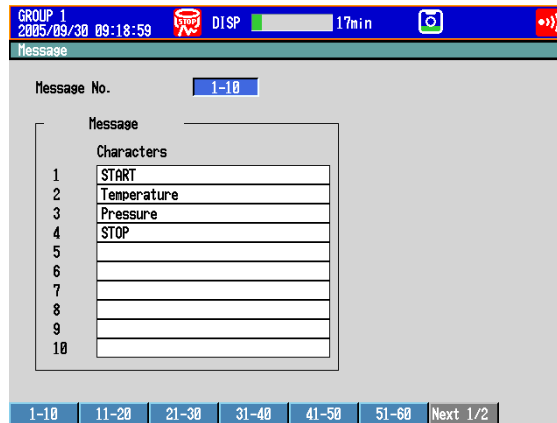 GROUP 1
2005/09/30 09:18:59
STOP
DISP
17min
Message
Message No.
1-10
Message
Characters
1 START
2 Temperature
3 Pressure
4 STOP
5
6
7
8
9
10
1-10 11-20 21-30 31-40 41-50 51-60 Next 1/2